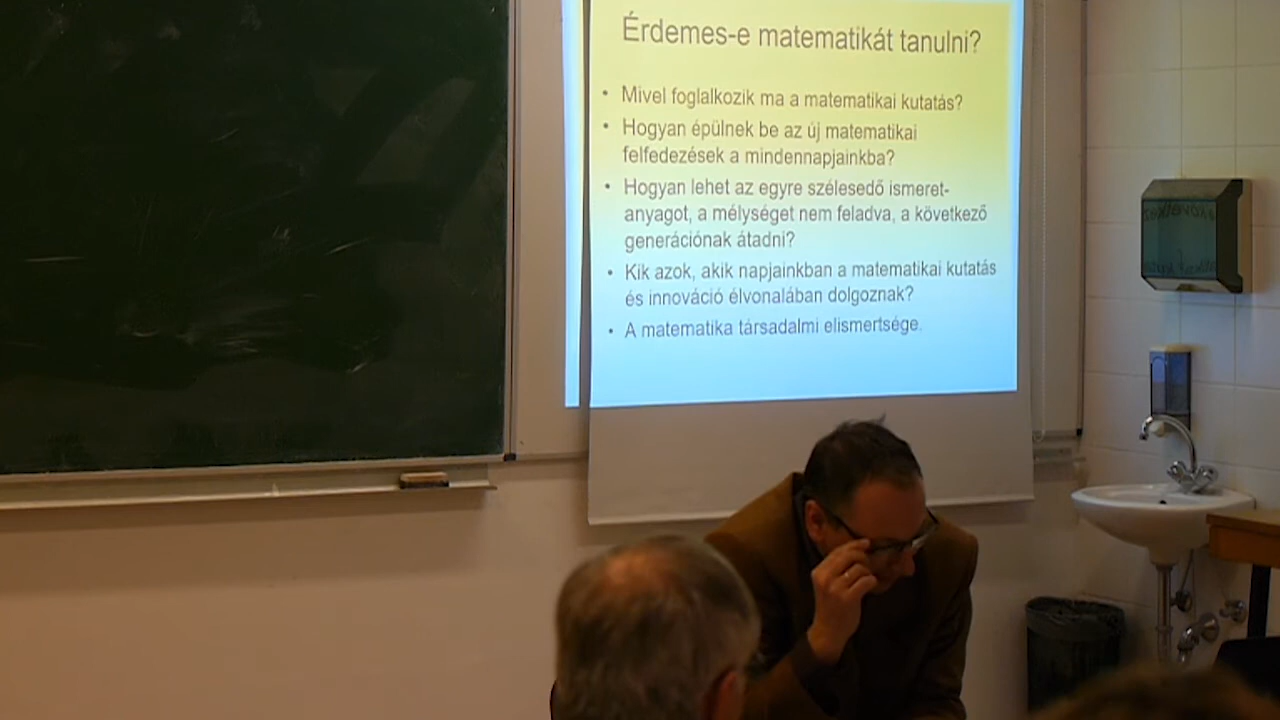 Érdemes-e matematikát tanulni?
• Mivel foglalkozik ma a matematikai kutatás?
• Hogyan épülnek be az új matematikai
felfedezések a mindennapjainkba?
• Hogyan lehet az egyre szélesedő ismeret-
anyagot, a mélységet nem feladva, a következő
generációnak átadni?
• Kik azok, akik napjainkban a matematikai kutatás
és innováció élvonalában dolgoznak?
• A matematika társadalmi elismertsége.